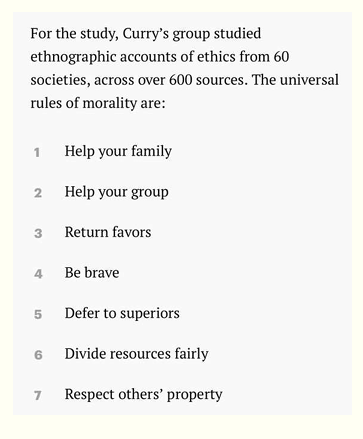 For the study, Curry’s group studied
ethnographic accounts of ethics from 60
societies, across over 600 sources. The universal
rules of morality are:
1 Help your family
2 Help your group
3 Return favors
4 Be brave
5 Defer to superiors
6 Divide resources fairly
7 Respect others’ property